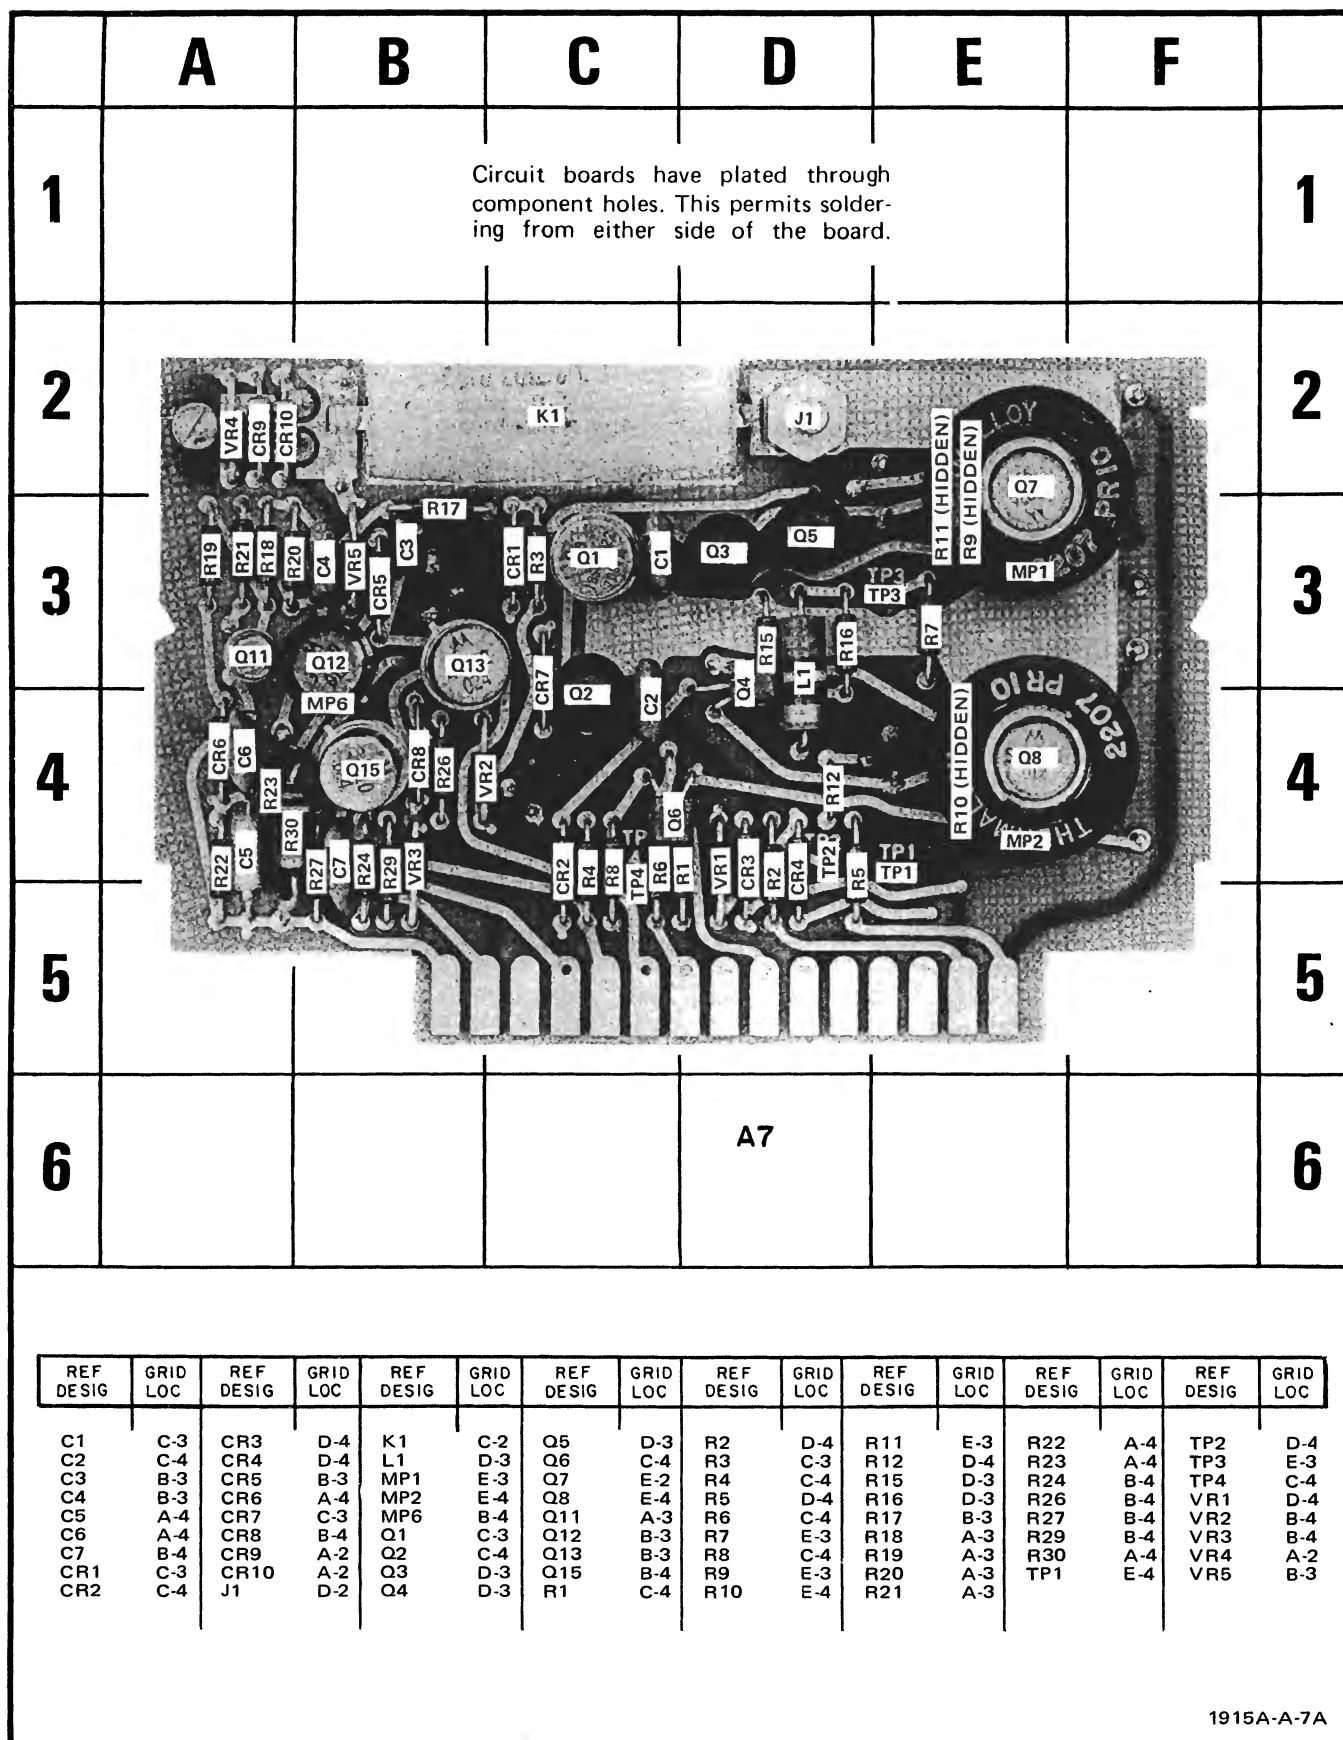 A B C D E F
1 1
Circuit boards have plated through
component holes. This permits solder-
ing from either side of the board.
2 2
VR4 CR9 CR10 K1 J1 R11 (HIDDEN) R9 (HIDDEN) LLOY Q7 PR10
3 3
R19 R21 R18 R20 C4 VR5 CR5 C3 R17 CR1 R3 Q1 C1 Q3 Q5 TP3 TP3 MP1 2207
Q11 Q12 Q13 CR7 Q2 C2 Q4 R15 L1 R16 R7
4 4
MP6 CR6 C6 R23 Q15 CR8 R26 VR2 Q6 R12 R10 (HIDDEN) 2207 PR10 Q8 THMA MP2
R22 C5 R30 R27 C7 R24 R29 VR3 CR2 R4 R8 TP TP4 R6 R1 VR1 CR3 R2 CR4 TP2 R5 TP1 TP1
5 5
6 6
A7
REF DESIG GRID LOC REF DESIG GRID LOC REF DESIG GRID LOC REF DESIG GRID LOC REF DESIG GRID LOC REF DESIG GRID LOC REF DESIG GRID LOC REF DESIG GRID LOC
C1 C-3 CR3 D-4 K1 C-2 Q5 D-3 R2 D-4 R11 E-3 R22 A-4 TP2 D-4
C2 C-4 CR4 D-4 L1 D-3 Q6 C-4 R3 C-3 R12 D-4 R23 A-4 TP3 E-3
C3 B-3 CR5 B-3 MP1 E-3 Q7 E-2 R4 C-4 R15 D-3 R24 B-4 TP4 C-4
C4 B-3 CR6 A-4 MP2 E-4 Q8 E-4 R5 D-4 R16 D-3 R26 B-4 VR1 D-4
C5 A-4 CR7 C-3 MP6 B-4 Q11 A-3 R6 C-4 R17 B-3 R27 B-4 VR2 B-4
C6 A-4 CR8 B-4 Q1 C-3 Q12 B-3 R7 E-3 R18 A-3 R29 B-4 VR3 B-4
C7 B-4 CR9 A-2 Q2 C-4 Q13 B-3 R8 C-4 R19 A-3 R30 A-4 VR4 A-2
CR1 C-3 CR10 A-2 Q3 D-3 Q15 B-4 R9 E-3 R20 A-3 TP1 E-4 VR5 B-3
CR2 C-4 J1 D-2 Q4 D-3 R1 C-4 R10 E-4 R21 A-3
1915A-A-7A